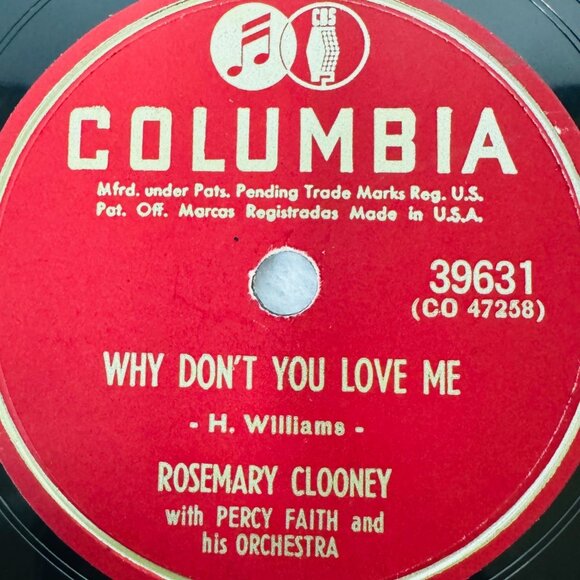 CBS
COLUMBIA
Mfrd. under Pats. Pending Trade Marks Reg. U.S.
Pat. Off. Marcas Registradas Made in U.S.A.
39631
(CO 47258)
WHY DON'T YOU LOVE ME
- H. Williams -
ROSEMARY CLOONEY
with PERCY FAITH and
his ORCHESTRA